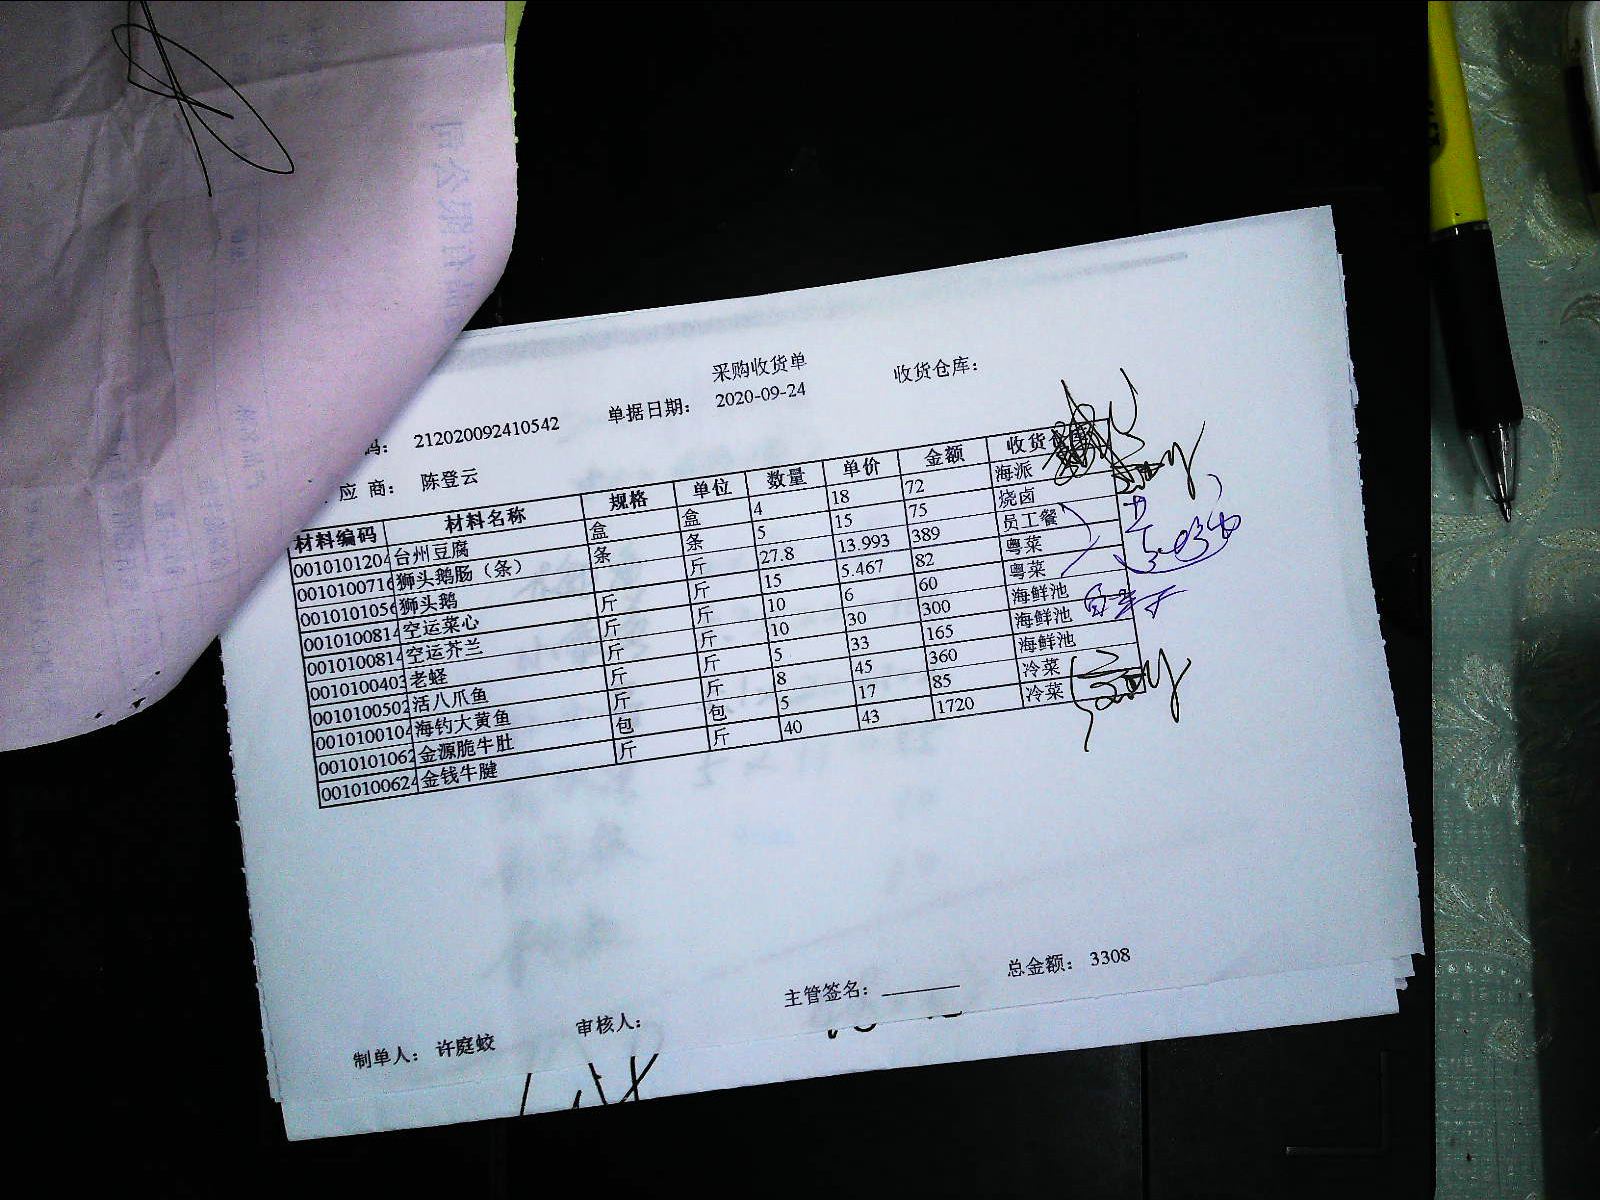 采购收货单
码： 212020092410542 单据日期： 2020-09-24 收货仓库：
应 商： 陈登云
材料编码 材料名称 规格 单位 数量 单价 金额 收货
0010101204 台州豆腐 盒 盒 4 18 72 海派
0010100716 狮头鹅肠（条） 条 条 5 15 75 烧卤
0010101056 狮头鹅 斤 27.8 13.993 389 员工餐
0010100814 空运菜心 斤 斤 15 5.467 82 粤菜
0010100814 空运芥兰 斤 斤 10 6 60 粤菜
0010100403 老蛏 斤 斤 10 30 300 海鲜池
0010100502 活八爪鱼 斤 斤 5 33 165 海鲜池
0010100104 海钓大黄鱼 斤 斤 8 45 360 海鲜池
0010101062 金源脆牛肚 包 包 5 17 85 冷菜
0010100624 金钱牛腱 斤 斤 40 43 1720 冷菜
制单人： 许庭蛟 审核人： 主管签名： 总金额： 3308